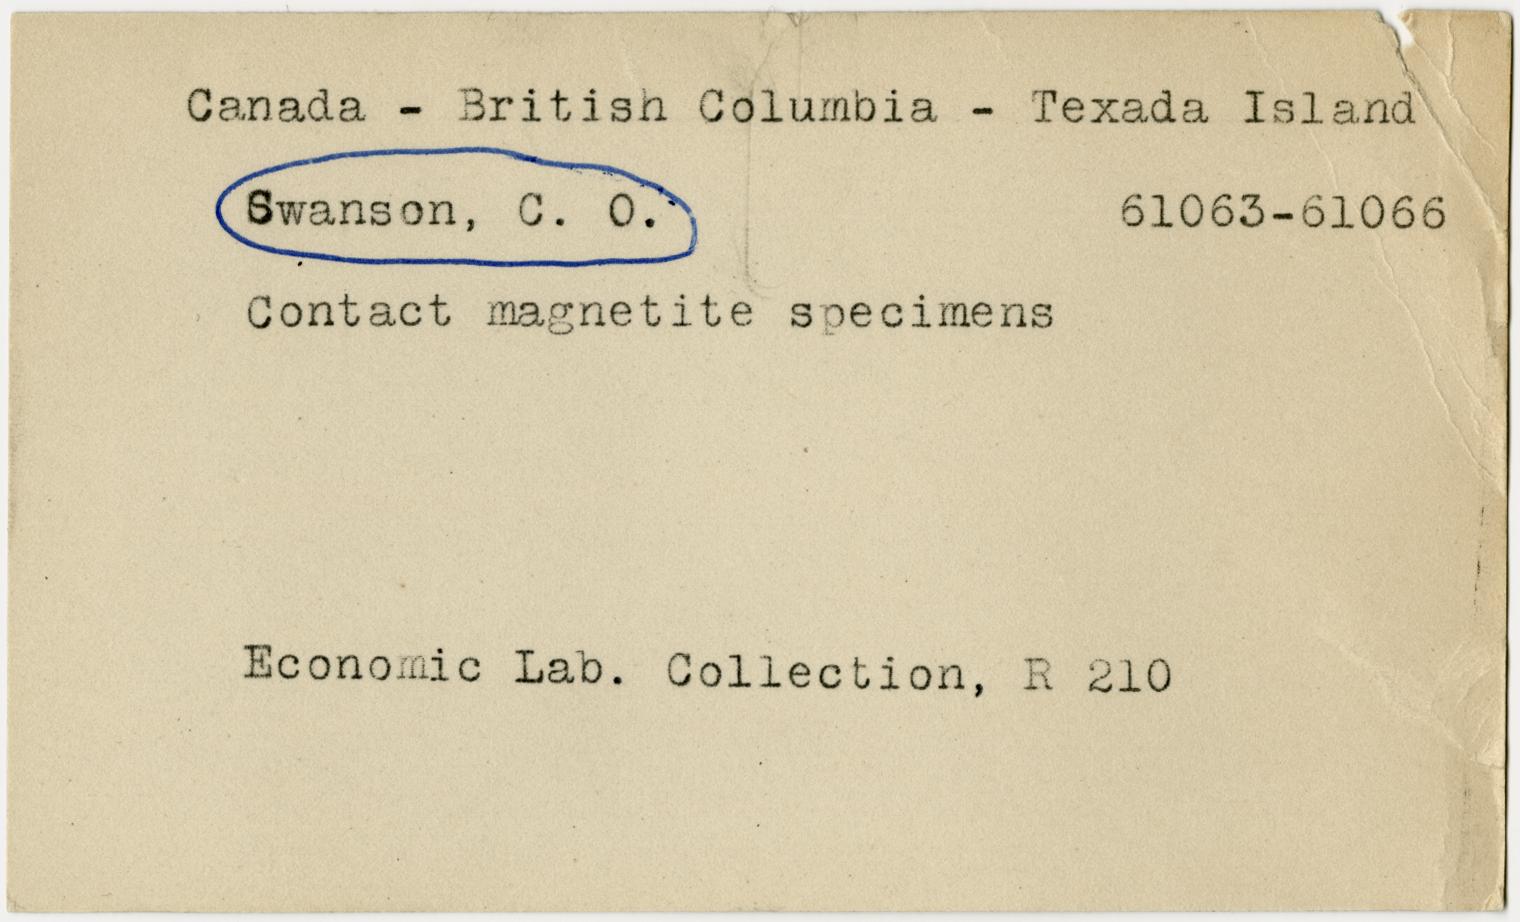 Canada - British Columbia - Texada Island
Swanson, C. O. 61063-61066
Contact magnetite specimens
Economic Lab. Collection, R 210